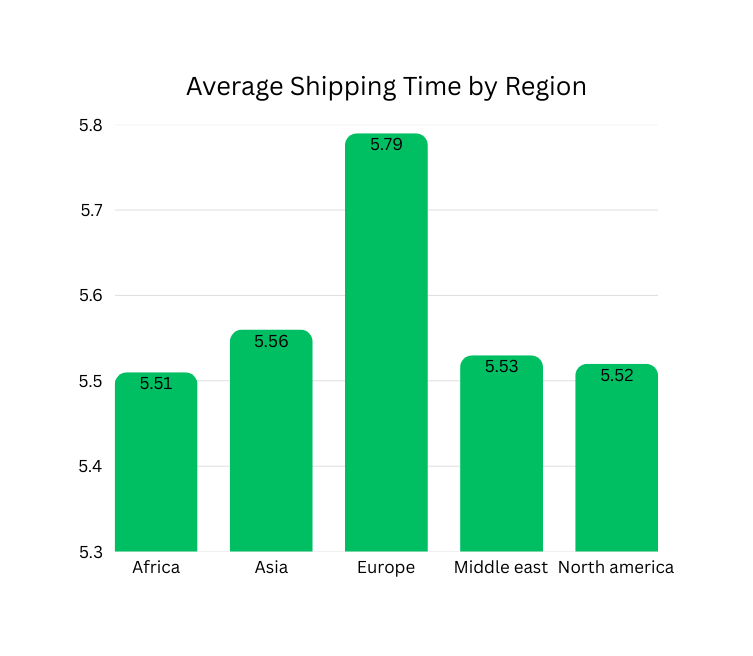 Average Shipping Time by Region
5.8
5.7
5.6
5.5
5.4
5.3
5.51
5.56
5.79
5.53
5.52
Africa
Asia
Europe
Middle east
North america